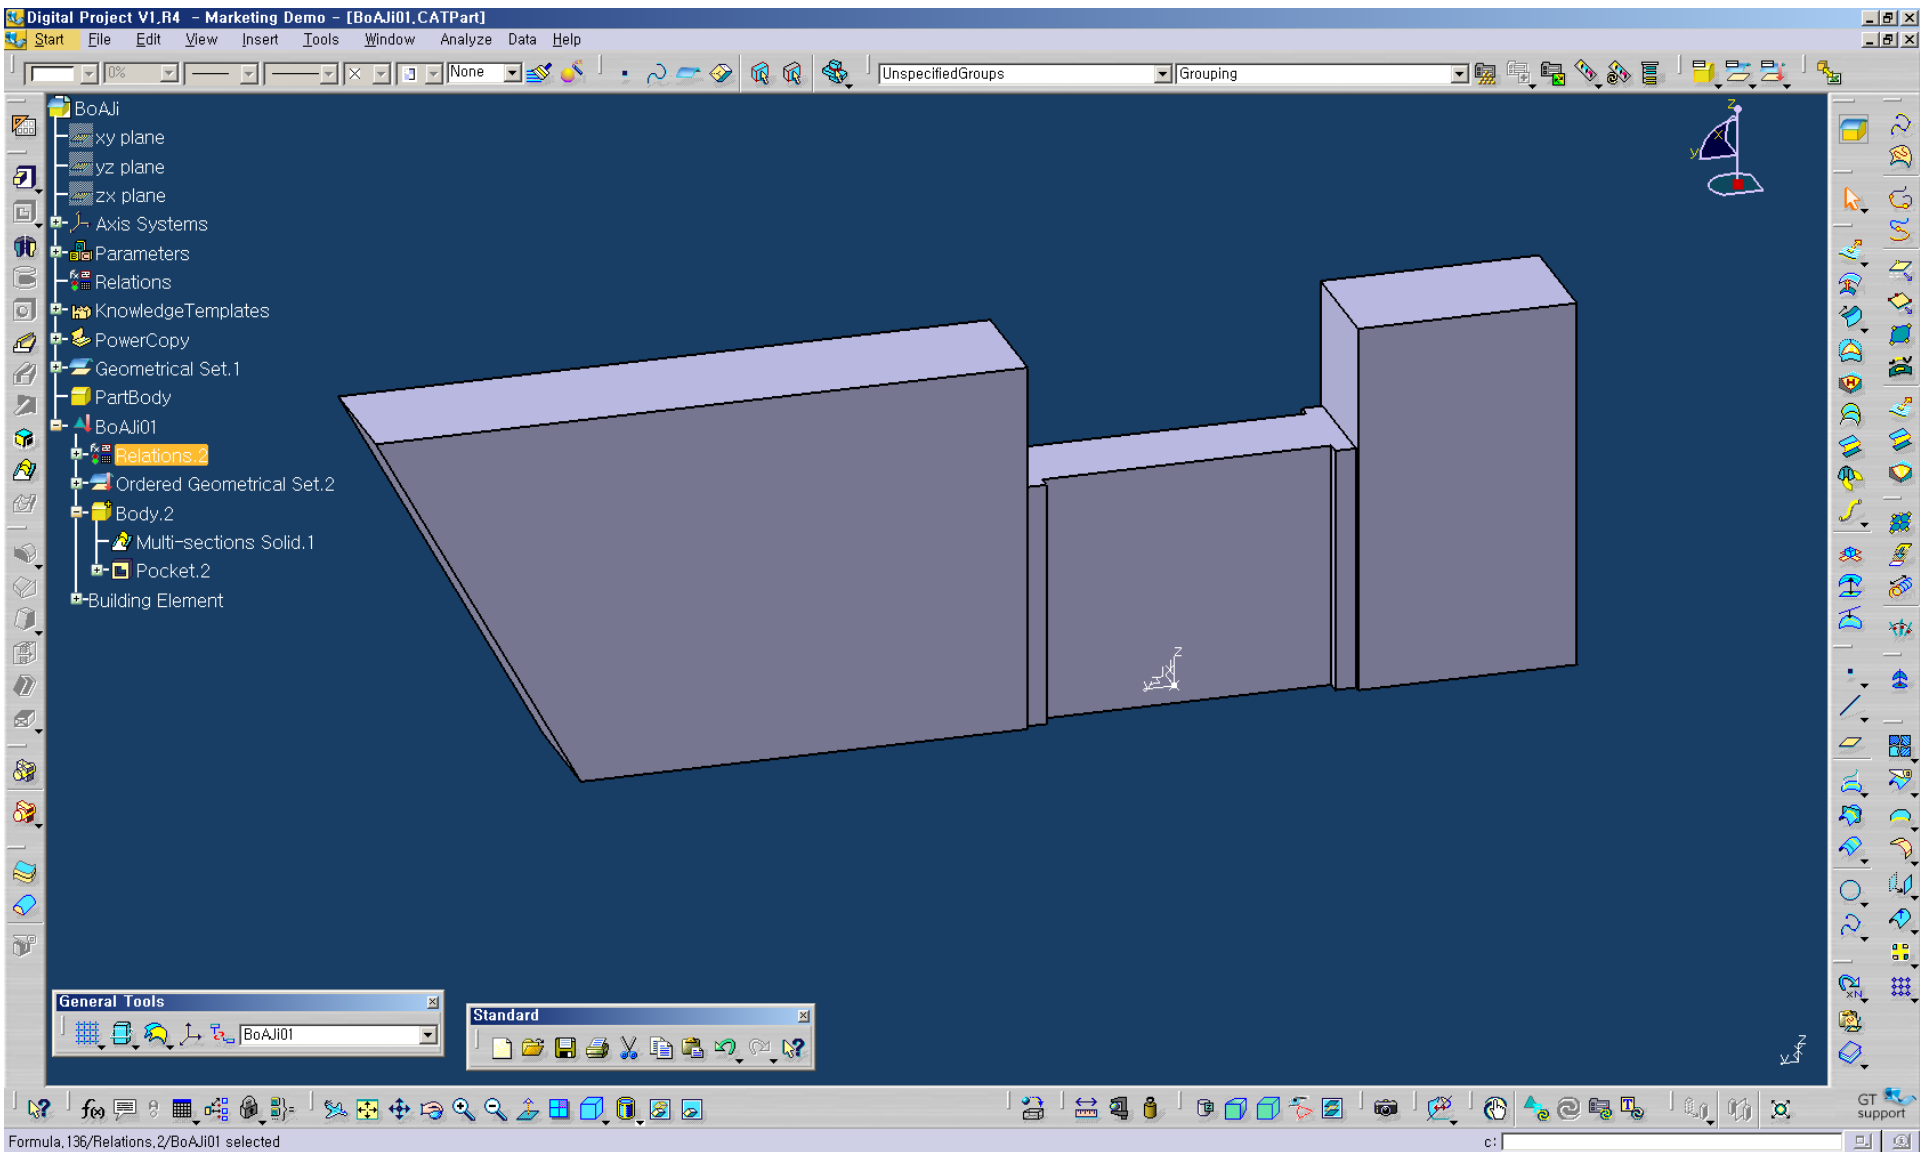 Digital Project V1,R4 - Marketing Demo - [BoAJi01,CATPart]
Start File Edit View Insert Tools Window Analyze Data Help
0% None UnspecifiedGroups Grouping
BoAJi
xy plane
yz plane
zx plane
Axis Systems
Parameters
Relations
KnowledgeTemplates
PowerCopy
Geometrical Set.1
PartBody
BoAJi01
Relations.2
Ordered Geometrical Set.2
Body.2
Multi-sections Solid.1
Pocket.2
Building Element
z
x
y
z
General Tools
BoAJi01
Standard
GT support
Formula,136/Relations,2/BoAJi01 selected
c: